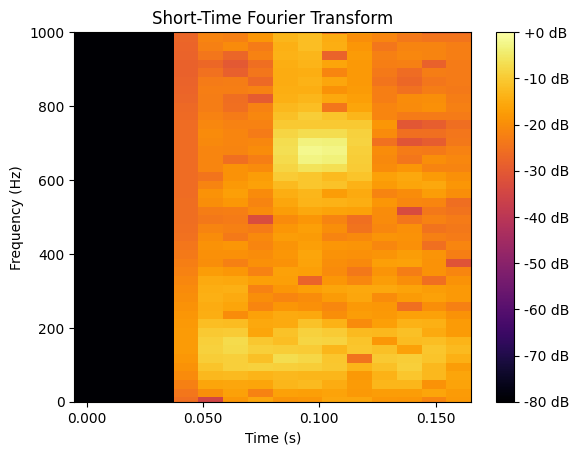 Short-Time Fourier Transform
1000
800
600
400
200
0
Frequency (Hz)
0.000
0.050
0.100
0.150
Time (s)
+0 dB
-10 dB
-20 dB
-30 dB
-40 dB
-50 dB
-60 dB
-70 dB
-80 dB